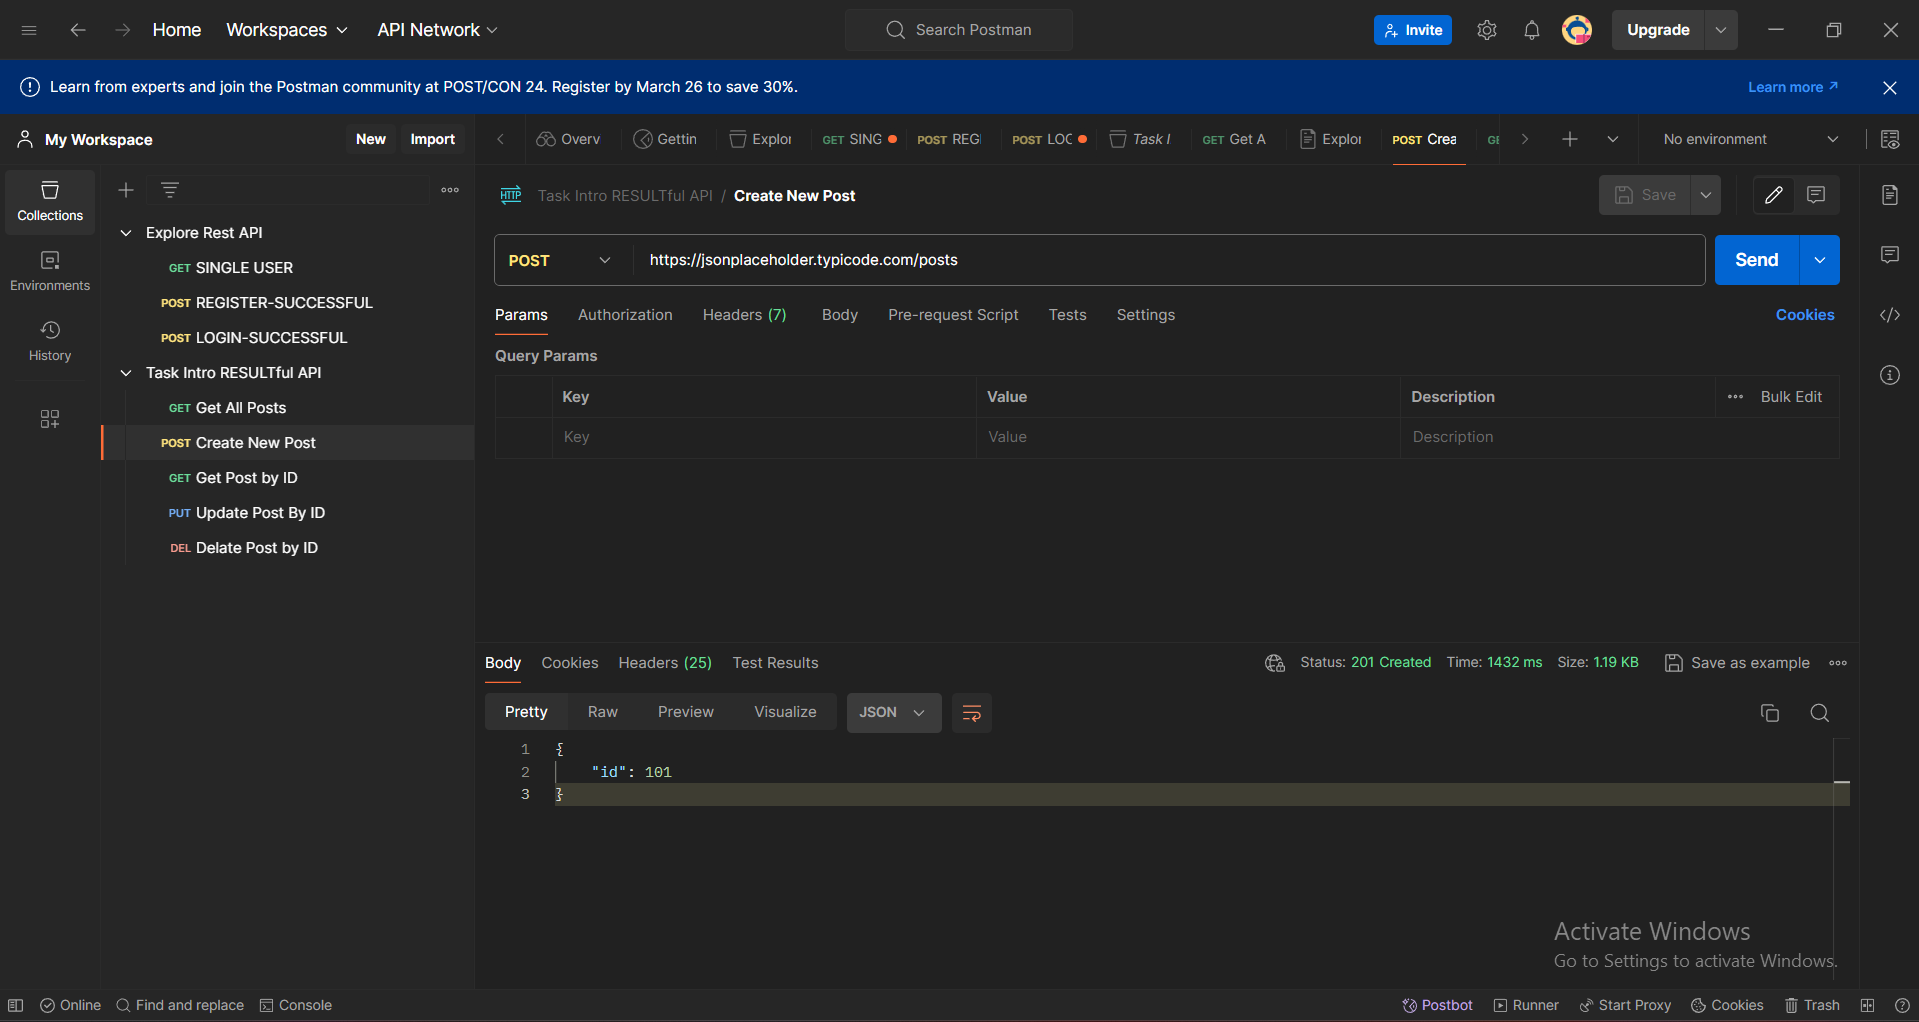 Home Workspaces API Network Search Postman Invite Upgrade
Learn from experts and join the Postman community at POST/CON 24. Register by March 26 to save 30%. Learn more
My Workspace New Import
Overv Gettin Explor GET SING POST REGI POST LOC Task I GET Get A Explor POST Crea GE No environment
Collections
Environments
History
Explore Rest API
GET SINGLE USER
POST REGISTER-SUCCESSFUL
POST LOGIN-SUCCESSFUL
Task Intro RESULTful API
GET Get All Posts
POST Create New Post
GET Get Post by ID
PUT Update Post By ID
DEL Delate Post by ID
HTTP Task Intro RESULTful API / Create New Post Save
POST https://jsonplaceholder.typicode.com/posts Send
Params Authorization Headers (7) Body Pre-request Script Tests Settings Cookies
Query Params
Key Value Description Bulk Edit
Key Value Description
Body Cookies Headers (25) Test Results Status: 201 Created Time: 1432 ms Size: 1.19 KB Save as example
Pretty Raw Preview Visualize JSON
1 {
2 "id": 101
3 }
Activate Windows
Go to Settings to activate Windows.
Online Find and replace Console Postbot Runner Start Proxy Cookies Trash